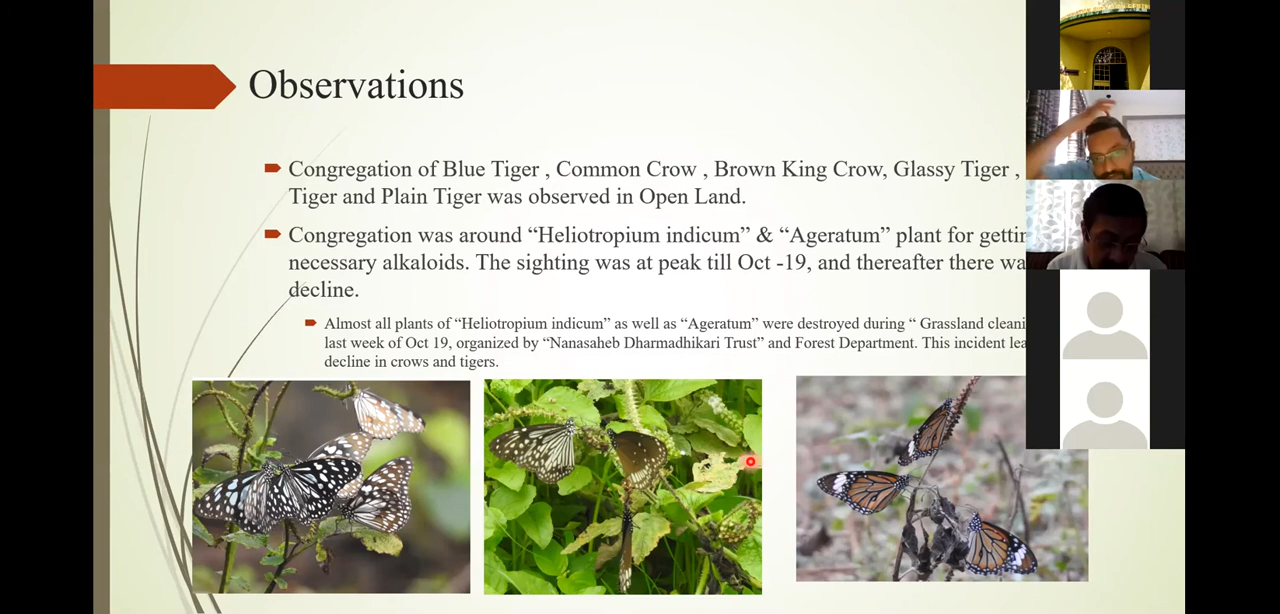 Observations
Congregation of Blue Tiger , Common Crow , Brown King Crow, Glassy Tiger ,
Tiger and Plain Tiger was observed in Open Land.
Congregation was around “Heliotropium indicum” & “Ageratum” plant for
necessary alkaloids. The sighting was at peak till Oct -19, and thereafter there
decline.
Almost all plants of “Heliotropium indicum” as well as “Ageratum” were destroyed during “ Grassland
last week of Oct 19, organized by “Nanasaheb Dharmadhikari Trust” and Forest Department. This incident
decline in crows and tigers.